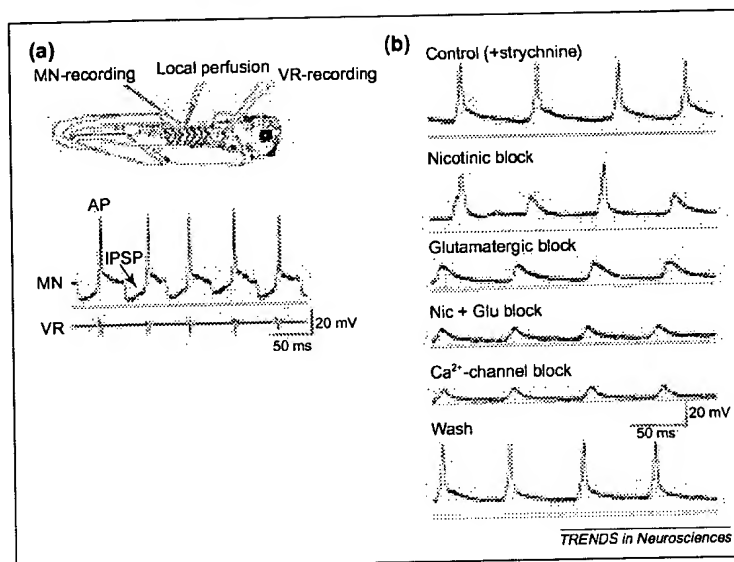 (a)
MN-recording
Local perfusion
VR-recording
AP
IPSP
MN
VR
20 mV
50 ms
(b)
Control (+strychnine)
Nicotinic block
Glutamatergic block
Nic + Glu block
Ca²⁺-channel block
20 mV
50 ms
Wash
TRENDS in Neurosciences